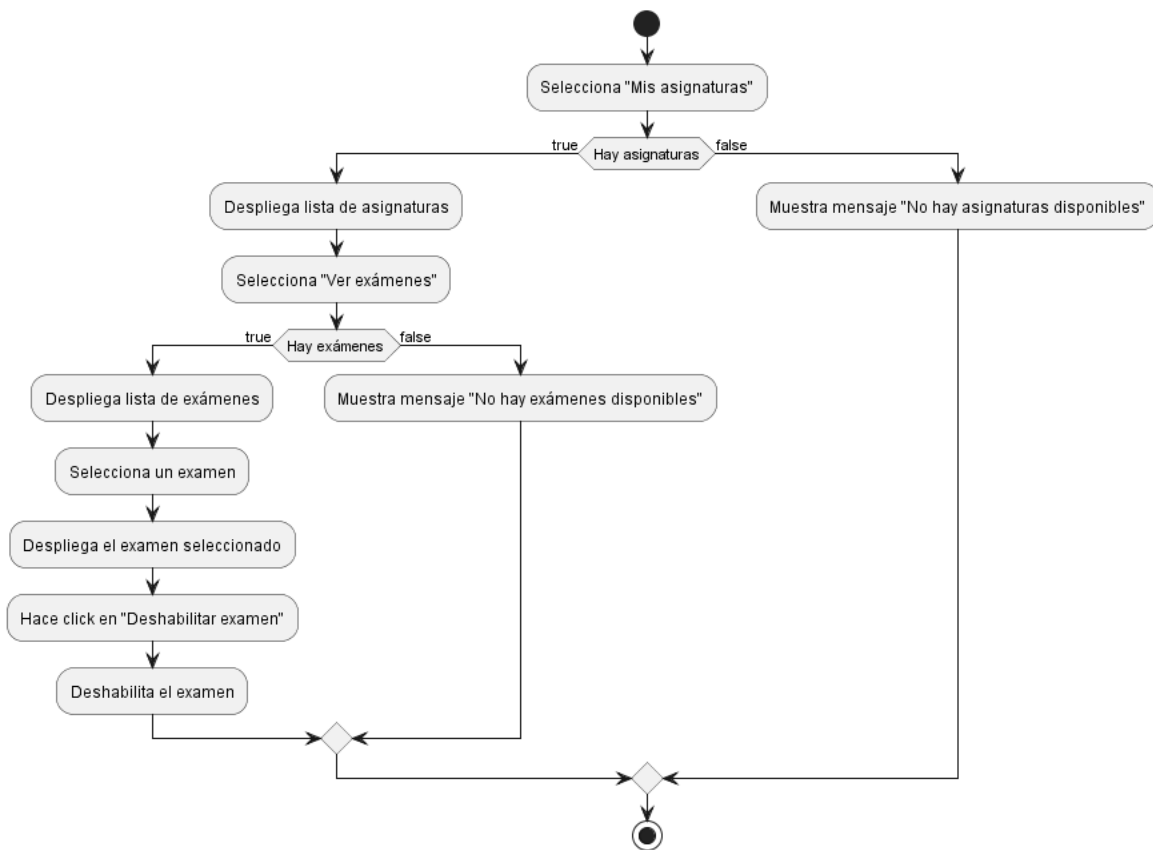 Selecciona "Mis asignaturas"
true
Hay asignaturas
false
Despliega lista de asignaturas
Muestra mensaje "No hay asignaturas disponibles"
Selecciona "Ver exámenes"
true
Hay exámenes
false
Despliega lista de exámenes
Muestra mensaje "No hay exámenes disponibles"
Selecciona un examen
Despliega el examen seleccionado
Hace click en "Deshabilitar examen"
Deshabilita el examen